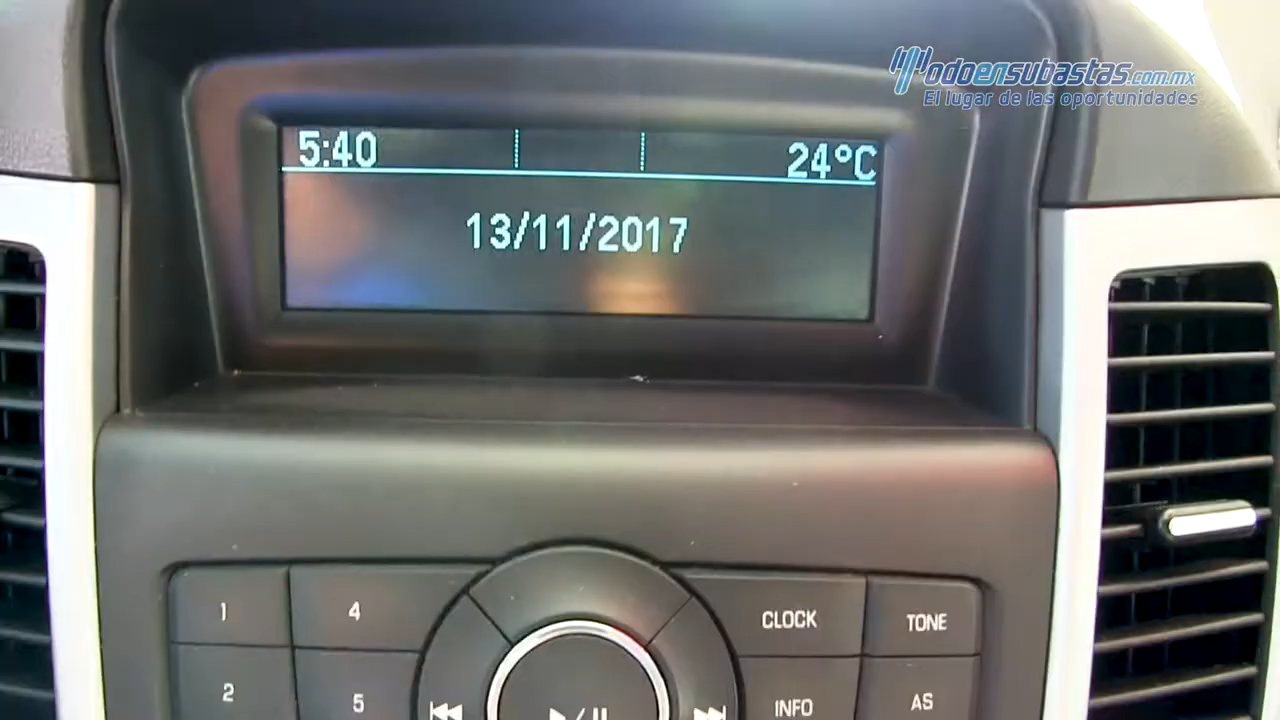 Todoensubastas.com.mx
El lugar de las oportunidades
5:40 24°C
13/11/2017
1 4 CLOCK TONE
2 5 INFO AS